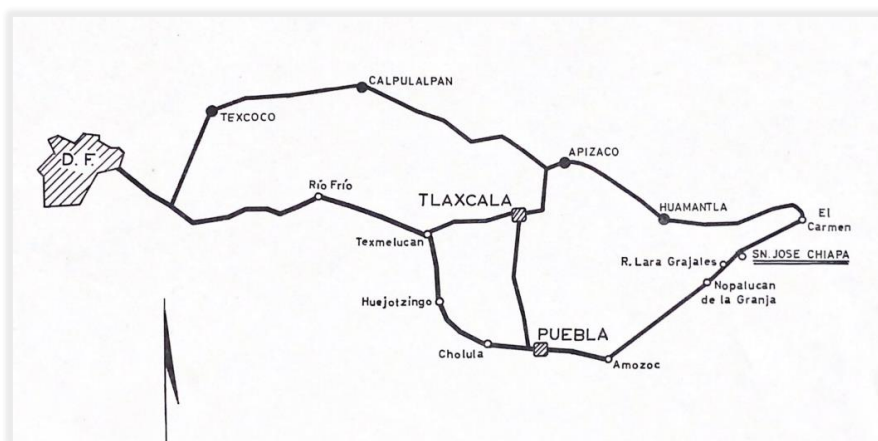 CALPULALPAN
TEXCOCO
D. F.
APIZACO
Río Frío
TLAXCALA
HUAMANTLA
El
Carmen
Texmelucan
SN. JOSE CHIAPA
R. Lara Grajales
Nopalucan
de la Granja
Huejotzingo
PUEBLA
Cholula
Amozoc